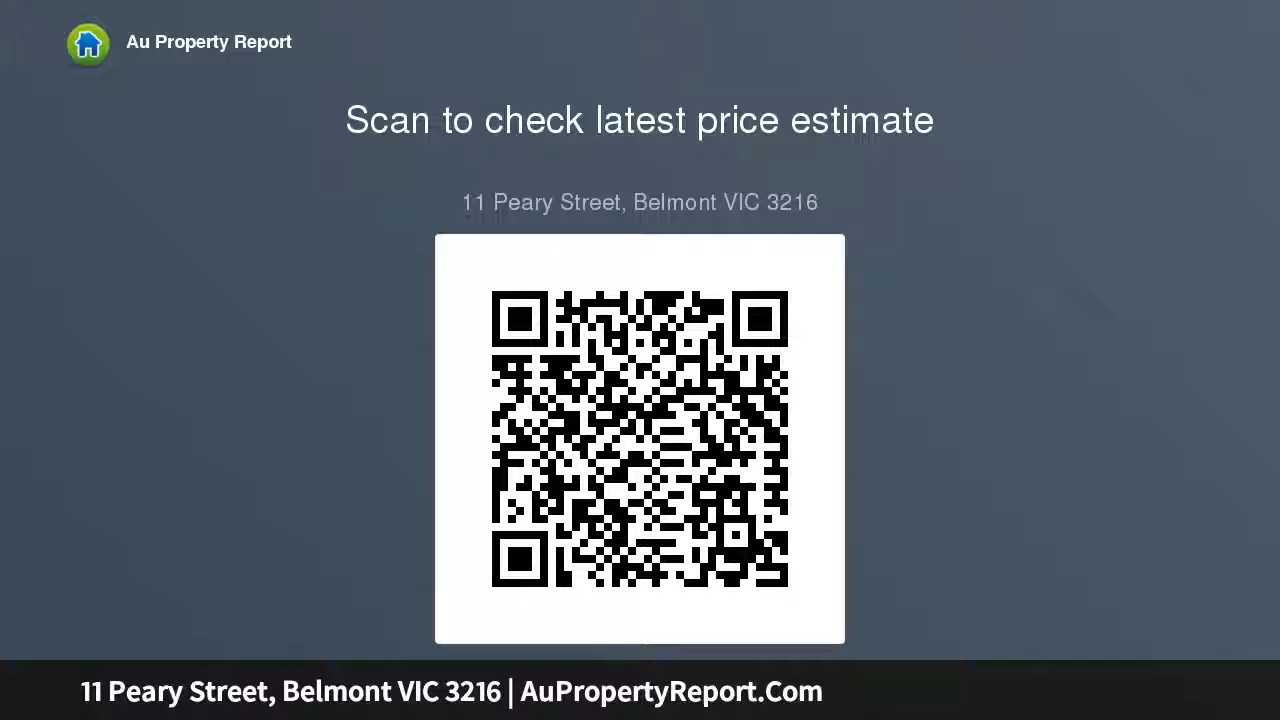 Au Property Report
Scan to check latest price estimate
11 Peary Street, Belmont VIC 3216
11 Peary Street, Belmont VIC 3216 | AuPropertyReport.Com